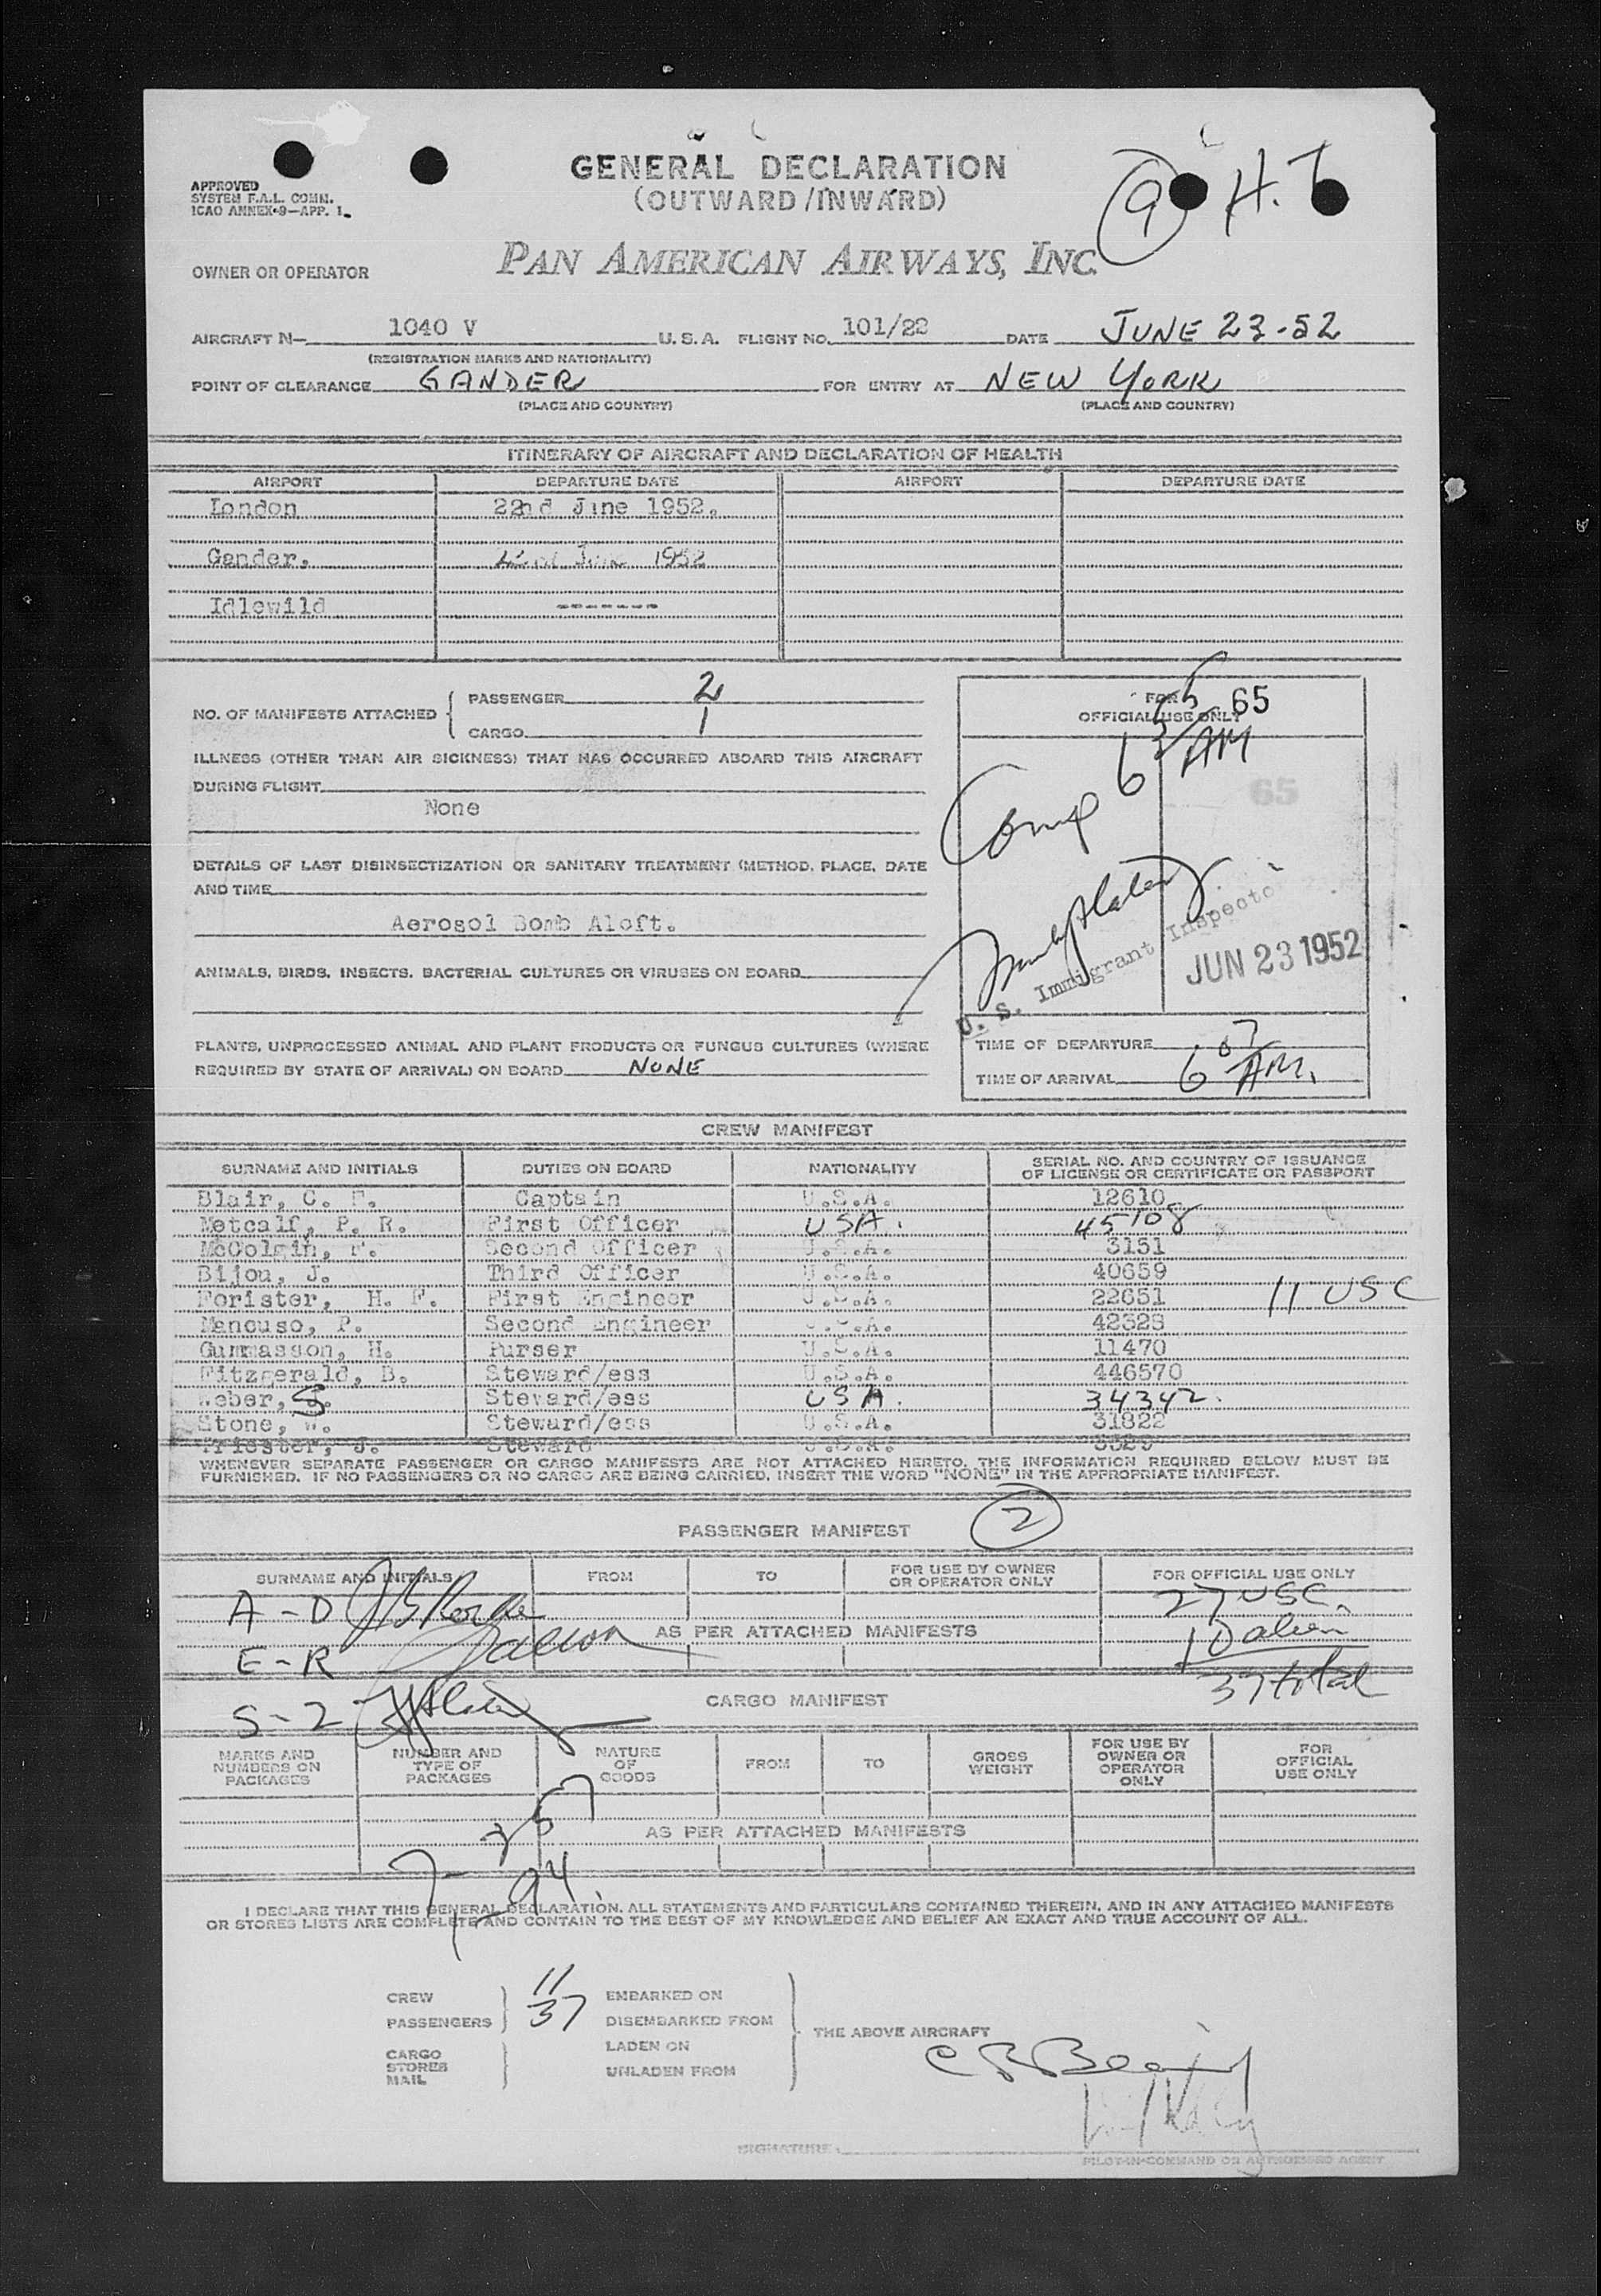 GENERAL DECLARATION
(OUTWARD/INWARD)
9 H.
APPROVED
SYSTEM F.A.L. COMM.
ICAO ANNEX-9—APP. 1.
OWNER OR OPERATOR PAN AMERICAN AIRWAYS, INC.
AIRCRAFT N— 1040 V U.S.A. FLIGHT NO. 101/22 DATE JUNE 23-52
(REGISTRATION MARKS AND NATIONALITY)
POINT OF CLEARANCE GANDER FOR ENTRY AT NEW YORK
(PLACE AND COUNTRY) (PLACE AND COUNTRY)
ITINERARY OF AIRCRAFT AND DECLARATION OF HEALTH
AIRPORT DEPARTURE DATE AIRPORT DEPARTURE DATE
London 22nd June 1952.
Gander. June 1952
Idlewild -------
NO. OF MANIFESTS ATTACHED { PASSENGER 2
CARGO 1
FOR OFFICIAL USE ONLY 65
65
Comp 6 AM
ILLNESS (OTHER THAN AIR SICKNESS) THAT HAS OCCURRED ABOARD THIS AIRCRAFT
DURING FLIGHT
None
DETAILS OF LAST DISINSECTIZATION OR SANITARY TREATMENT (METHOD, PLACE, DATE
AND TIME
Aerosol Bomb Aloft.
U. S. Immigrant Inspector
JUN 23 1952
ANIMALS, BIRDS, INSECTS, BACTERIAL CULTURES OR VIRUSES ON BOARD
PLANTS, UNPROCESSED ANIMAL AND PLANT PRODUCTS OR FUNGUS CULTURES (WHERE
REQUIRED BY STATE OF ARRIVAL) ON BOARD NONE
TIME OF DEPARTURE
TIME OF ARRIVAL 6 07 AM.
CREW MANIFEST
SURNAME AND INITIALS DUTIES ON BOARD NATIONALITY SERIAL NO. AND COUNTRY OF ISSUANCE
OF LICENSE OR CERTIFICATE OR PASSPORT
Blair, C. F. Captain U.S.A. 12610
Metcalf, P. R. First Officer USA. 45108
McColgin, F. Second Officer U.S.A. 3151
Bijou, J. Third Officer U.S.A. 40659
Forister, H. F. First Engineer U.S.A. 22651 11 USC
Mancuso, P. Second Engineer U.S.A. 42323
Gunnasson, H. Purser U.S.A. 11470
Fitzgerald, B. Steward/ess U.S.A. 446570
Weber, S. Steward/ess USA 34342.
Stone, W. Steward/ess U.S.A. 31822
Triester, J. Steward U.S.A.
WHENEVER SEPARATE PASSENGER OR CARGO MANIFESTS ARE NOT ATTACHED HERETO, THE INFORMATION REQUIRED BELOW MUST BE
FURNISHED. IF NO PASSENGERS OR NO CARGO ARE BEING CARRIED, INSERT THE WORD "NONE" IN THE APPROPRIATE MANIFEST.
PASSENGER MANIFEST 2
SURNAME AND INITIALS FROM TO FOR USE BY OWNER
OR OPERATOR ONLY FOR OFFICIAL USE ONLY
A - D 27 USC.
AS PER ATTACHED MANIFESTS
E - R 10 alien
37 total
S - Z
CARGO MANIFEST
MARKS AND NUMBERS ON PACKAGES NUMBER AND TYPE OF PACKAGES NATURE OF GOODS FROM TO GROSS WEIGHT FOR USE BY OWNER OR OPERATOR ONLY FOR OFFICIAL USE ONLY
AS PER ATTACHED MANIFESTS
94
I DECLARE THAT THIS GENERAL DECLARATION, ALL STATEMENTS AND PARTICULARS CONTAINED THEREIN, AND IN ANY ATTACHED MANIFESTS
OR STORES LISTS ARE COMPLETE AND CONTAIN TO THE BEST OF MY KNOWLEDGE AND BELIEF AN EXACT AND TRUE ACCOUNT OF ALL.
CREW 11 EMBARKED ON
PASSENGERS 37 DISEMBARKED FROM
THE ABOVE AIRCRAFT
CARGO LADEN ON
STORES
MAIL UNLADEN FROM
SIGNATURE:
PILOT-IN-COMMAND OR AUTHORISED AGENT